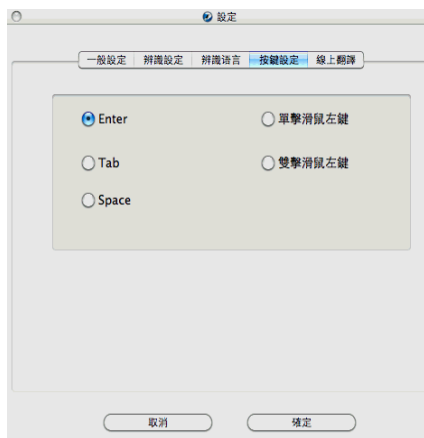 設定
一般設定 辨識設定 辨識语言 按鍵設定 線上翻譯
Enter 單擊滑鼠左鍵
Tab 雙擊滑鼠左鍵
Space
取消 確定